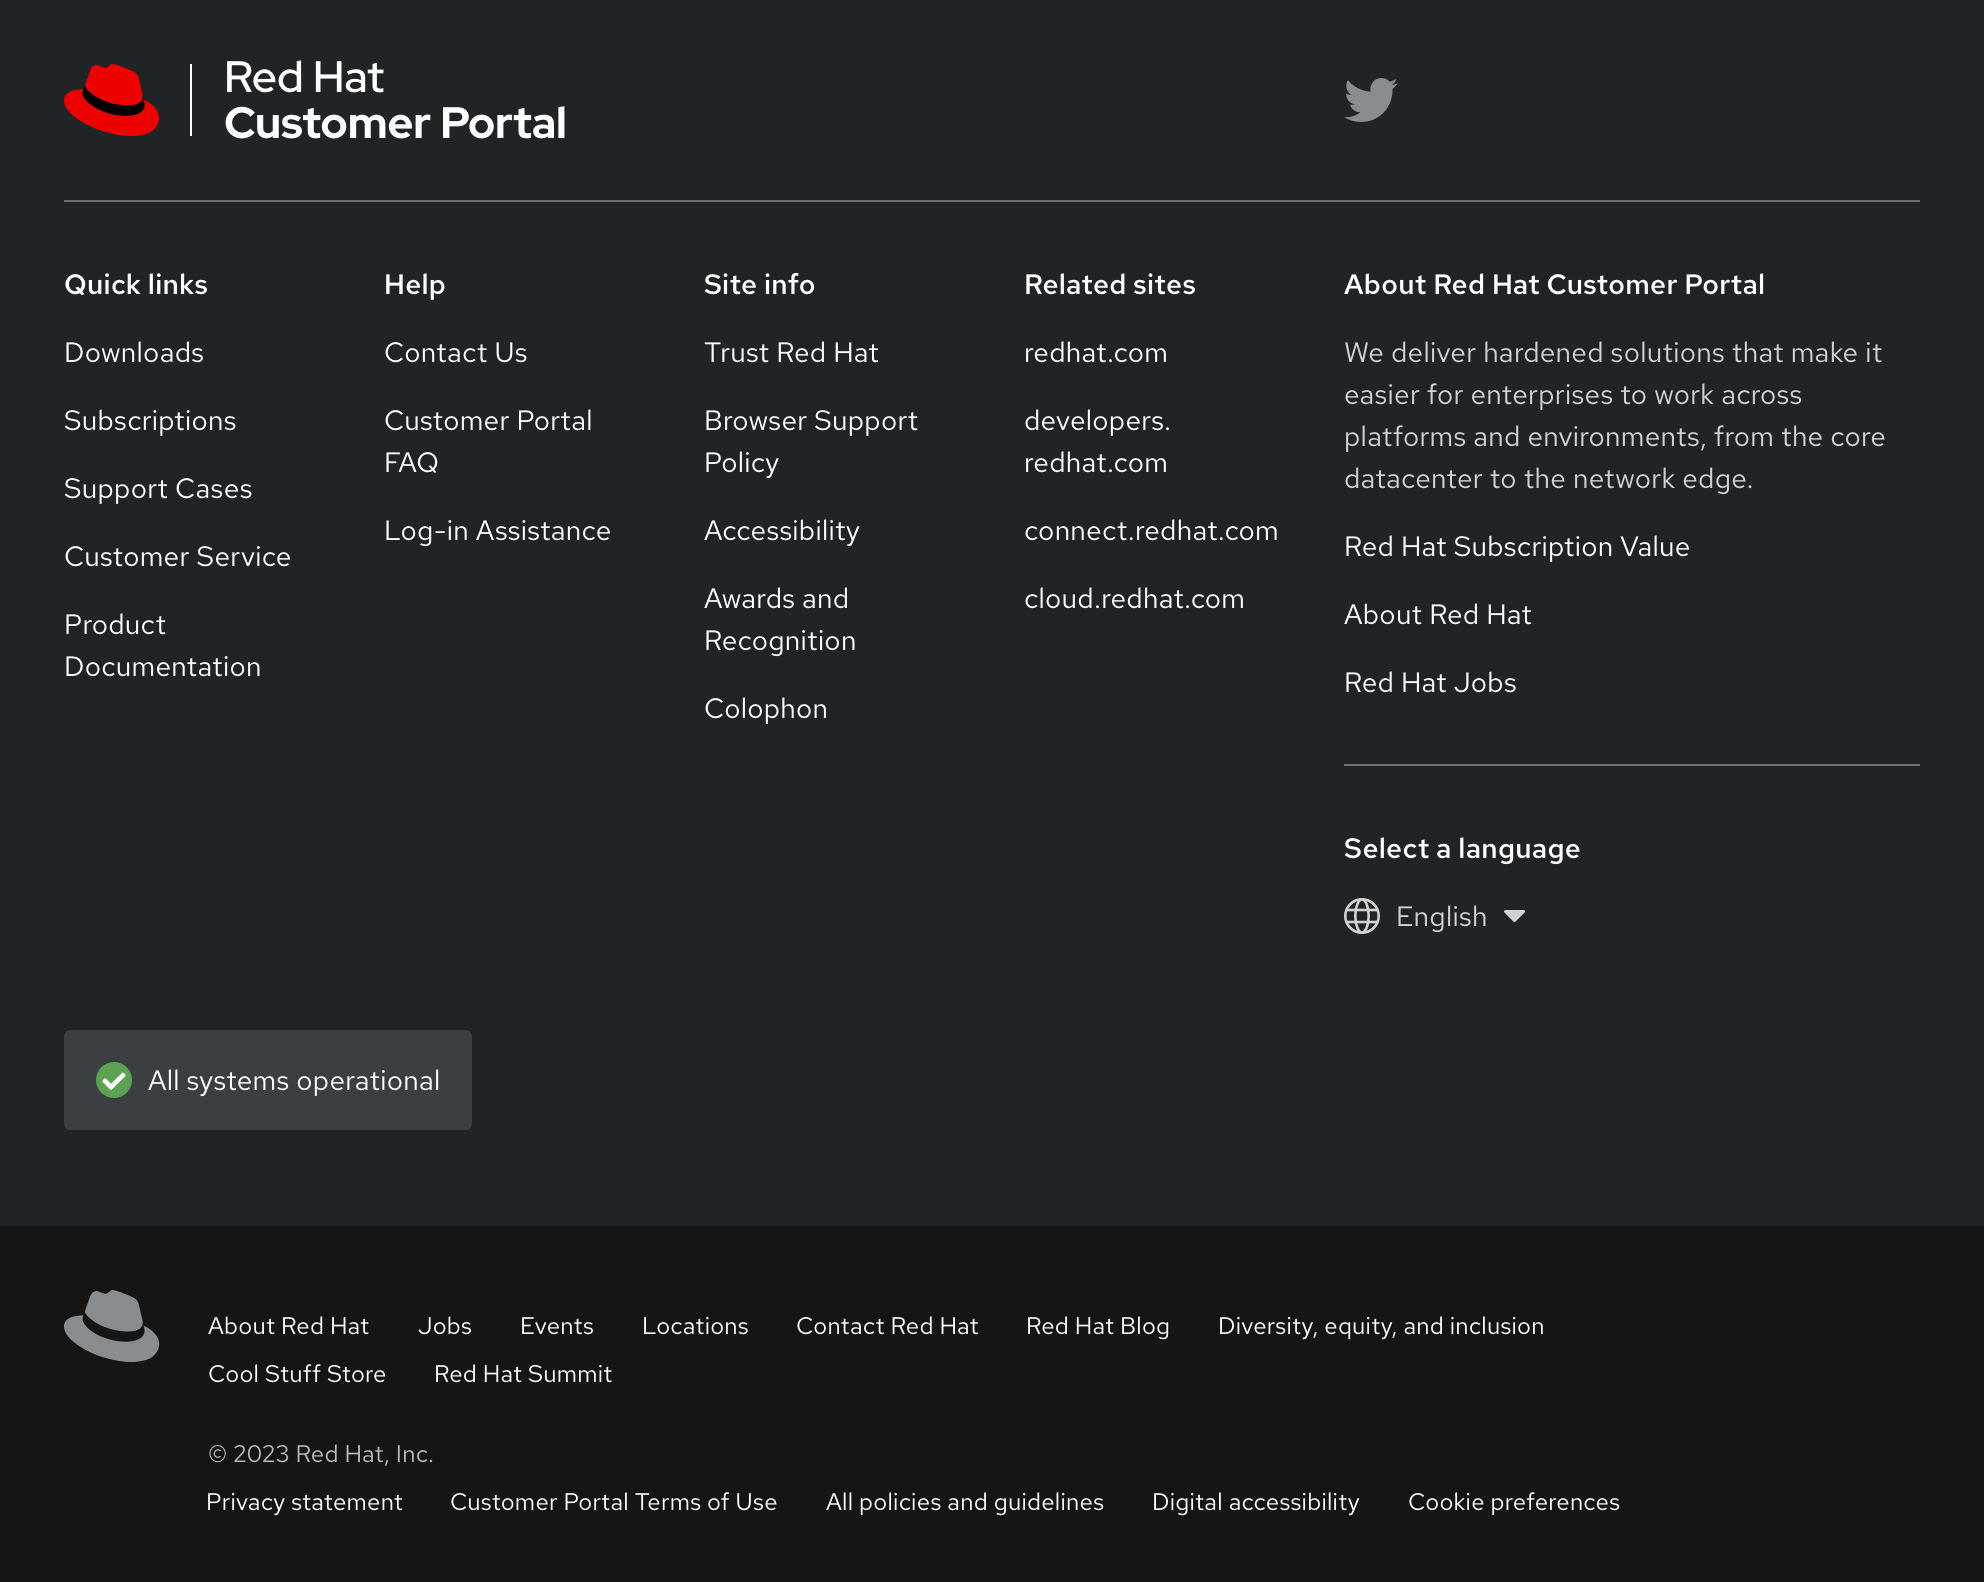 Red Hat
Customer Portal
Quick links
Downloads
Subscriptions
Support Cases
Customer Service
Product
Documentation
Help
Contact Us
Customer Portal
FAQ
Log-in Assistance
Site info
Trust Red Hat
Browser Support
Policy
Accessibility
Awards and
Recognition
Colophon
Related sites
redhat.com
developers.
redhat.com
connect.redhat.com
cloud.redhat.com
About Red Hat Customer Portal
We deliver hardened solutions that make it
easier for enterprises to work across
platforms and environments, from the core
datacenter to the network edge.
Red Hat Subscription Value
About Red Hat
Red Hat Jobs
Select a language
English
All systems operational
About Red Hat Jobs Events Locations Contact Red Hat Red Hat Blog Diversity, equity, and inclusion
Cool Stuff Store Red Hat Summit
© 2023 Red Hat, Inc.
Privacy statement Customer Portal Terms of Use All policies and guidelines Digital accessibility Cookie preferences